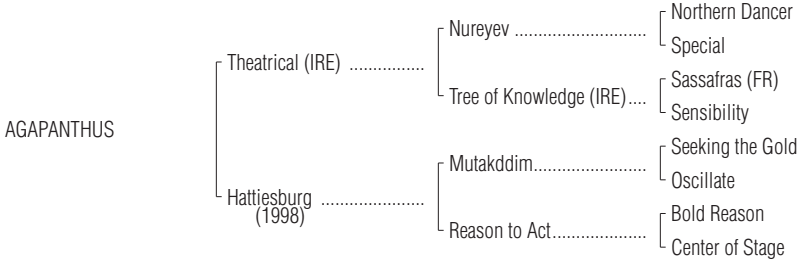 Northern Dancer
Nureyev ............................
Special
Theatrical (IRE) ................
Sassafras (FR)
Tree of Knowledge (IRE)....
Sensibility
AGAPANTHUS
Seeking the Gold
Mutakddim........................
Oscillate
Hattiesburg ......................
(1998)
Bold Reason
Reason to Act....................
Center of Stage